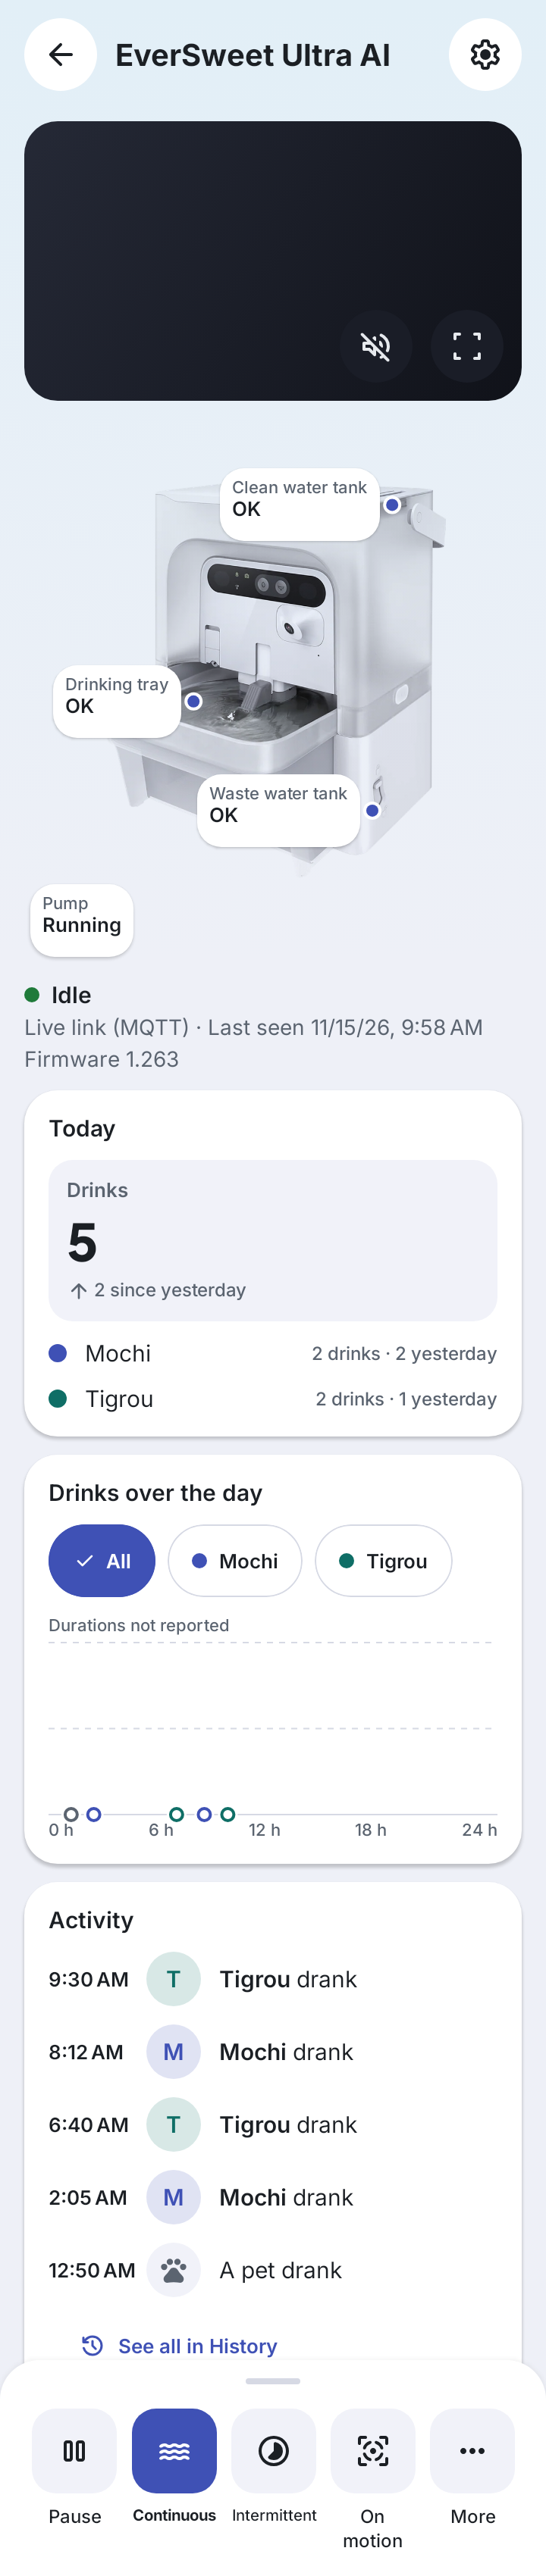 EverSweet Ultra AI
Clean water tank
OK
Drinking tray
OK
Waste water tank
OK
Pump
Running
Idle
Live link (MQTT) · Last seen 11/15/26, 9:58 AM
Firmware 1.263
Today
Drinks
5
↑ 2 since yesterday
Mochi 2 drinks · 2 yesterday
Tigrou 2 drinks · 1 yesterday
Drinks over the day
All Mochi Tigrou
Durations not reported
0 h 6 h 12 h 18 h 24 h
Activity
9:30 AM T Tigrou drank
8:12 AM M Mochi drank
6:40 AM T Tigrou drank
2:05 AM M Mochi drank
12:50 AM A pet drank
See all in History
Pause Continuous Intermittent On motion More